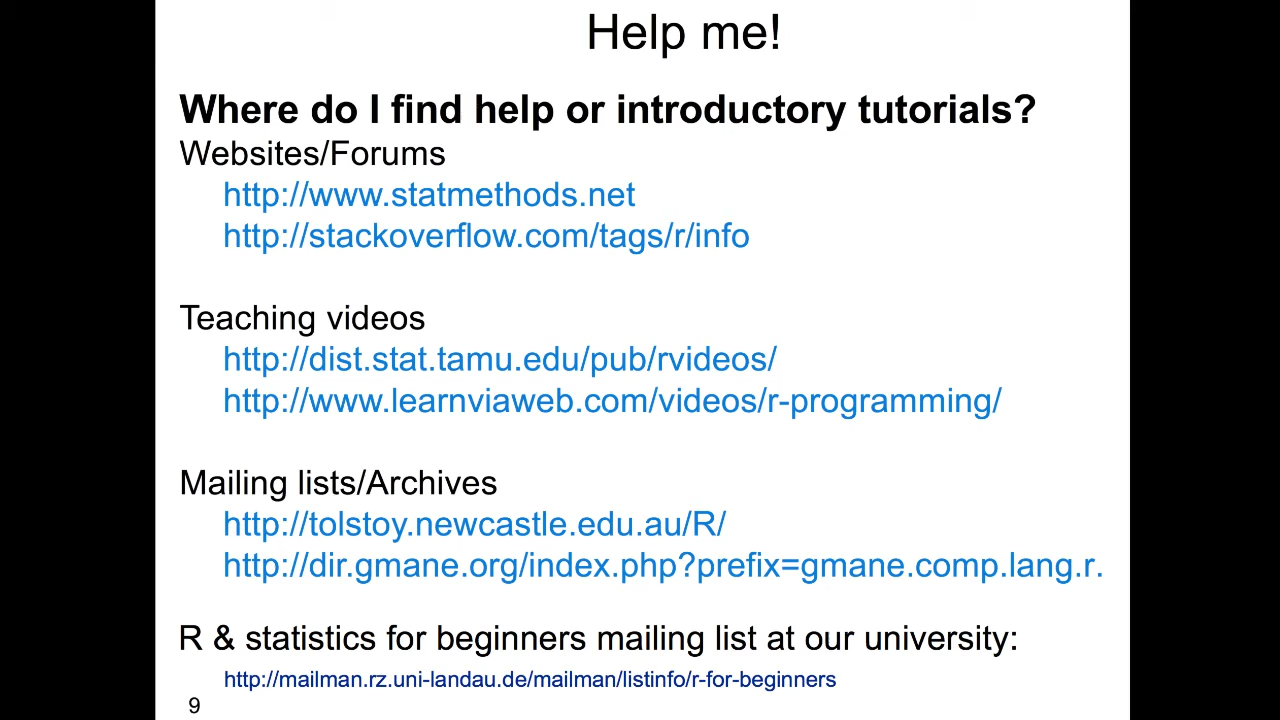 Help me!
Where do I find help or introductory tutorials?
Websites/Forums
http://www.statmethods.net
http://stackoverflow.com/tags/r/info
Teaching videos
http://dist.stat.tamu.edu/pub/rvideos/
http://www.learnviaweb.com/videos/r-programming/
Mailing lists/Archives
http://tolstoy.newcastle.edu.au/R/
http://dir.gmane.org/index.php?prefix=gmane.comp.lang.r.
R & statistics for beginners mailing list at our university:
http://mailman.rz.uni-landau.de/mailman/listinfo/r-for-beginners
9